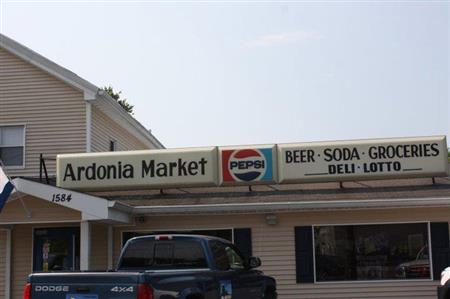 Ardonia Market
PEPSI
BEER · SODA · GROCERIES
DELI · LOTTO
1584
DODGE
4X4